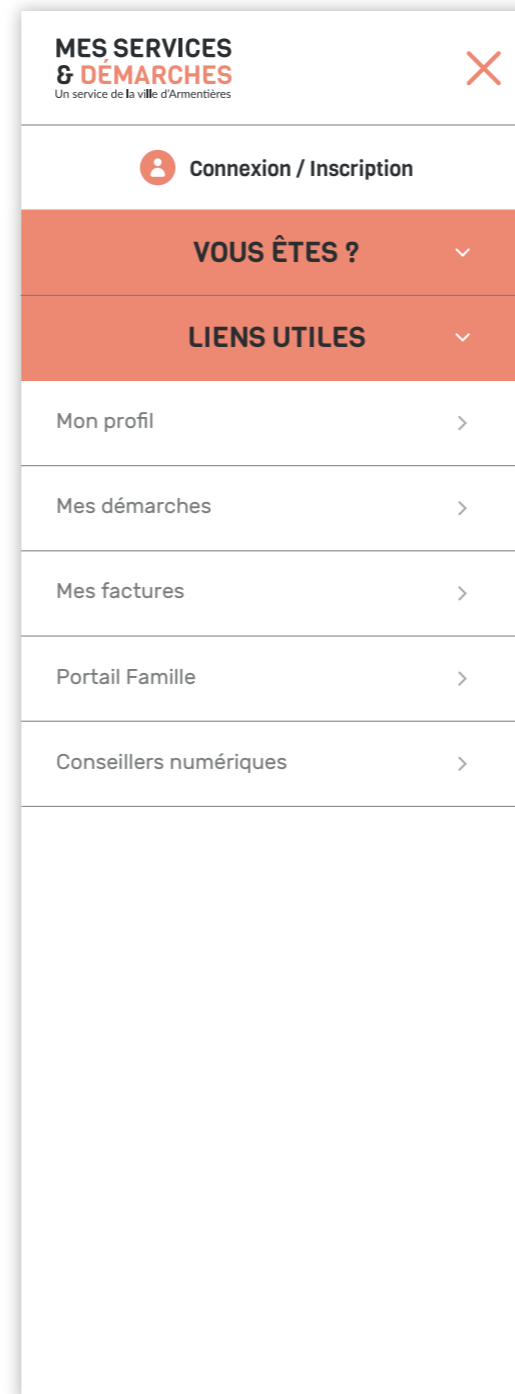 MES SERVICES
& DÉMARCHES
Un service de la ville d'Armentières
Connexion / Inscription
VOUS ÊTES ?
LIENS UTILES
Mon profil
Mes démarches
Mes factures
Portail Famille
Conseillers numériques